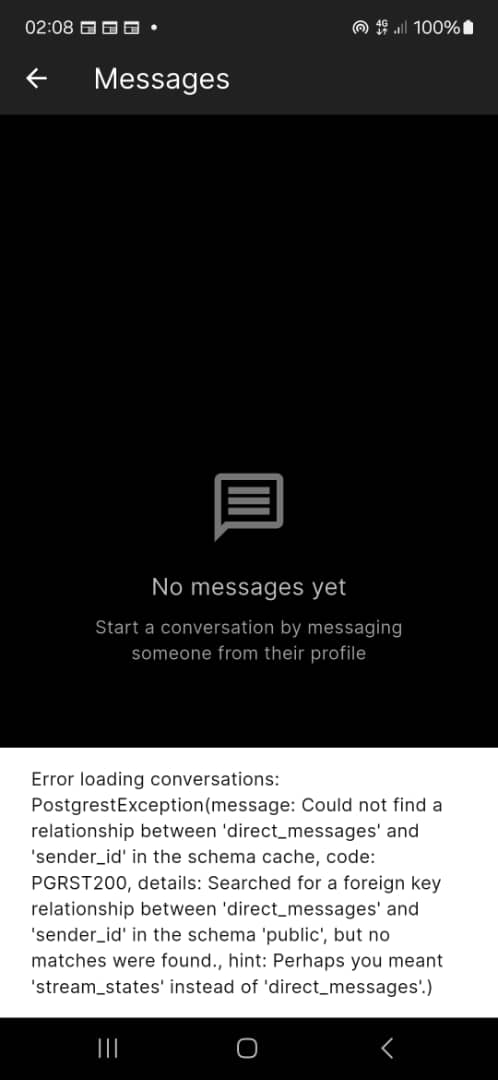 02:08
4G 100%
Messages
No messages yet
Start a conversation by messaging
someone from their profile
Error loading conversations:
PostgrestException(message: Could not find a
relationship between 'direct_messages' and
'sender_id' in the schema cache, code:
PGRST200, details: Searched for a foreign key
relationship between 'direct_messages' and
'sender_id' in the schema 'public', but no
matches were found., hint: Perhaps you meant
'stream_states' instead of 'direct_messages'.)